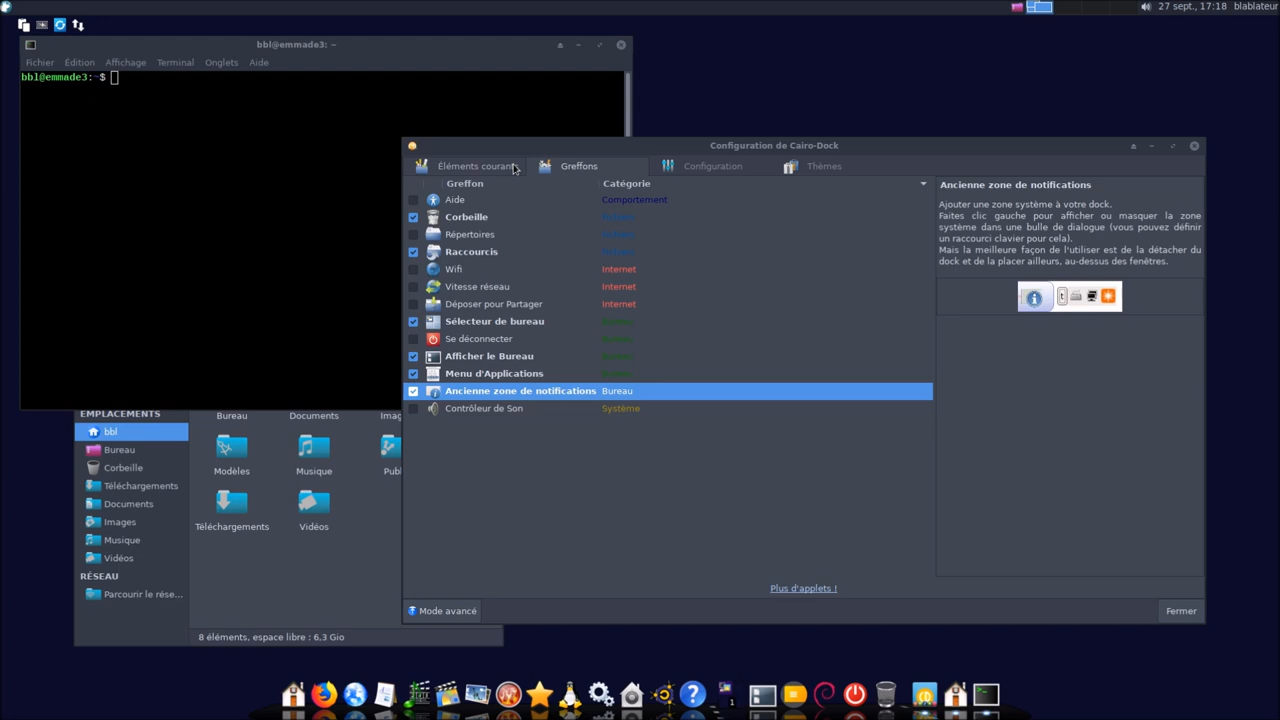 27 sept., 17:18 blablateur
bbl@emmade3: ~
Fichier Édition Affichage Terminal Onglets Aide
bbl@emmade3:~$
Configuration de Cairo-Dock
Éléments courants Greffons Configuration Thèmes
Greffon Catégorie
Aide Comportement
Corbeille
Répertoires
Raccourcis
Wifi Internet
Vitesse réseau Internet
Déposer pour Partager Internet
Sélecteur de bureau
Se déconnecter
Afficher le Bureau
Menu d'Applications
Ancienne zone de notifications Bureau
Contrôleur de Son Système
Ancienne zone de notifications
Ajouter une zone système à votre dock.
Faites clic gauche pour afficher ou masquer la zone
système dans une bulle de dialogue (vous pouvez définir
un raccourci clavier pour cela).
Mais la meilleure façon de l'utiliser est de la détacher du
dock et de la placer ailleurs, au-dessus des fenêtres.
Plus d'applets !
Mode avancé Fermer
EMPLACEMENTS
bbl
Bureau
Corbeille
Téléchargements
Documents
Images
Musique
Vidéos
RÉSEAU
Parcourir le rése...
Bureau Documents
Modèles Musique
Téléchargements Vidéos
8 éléments, espace libre : 6,3 Gio
1